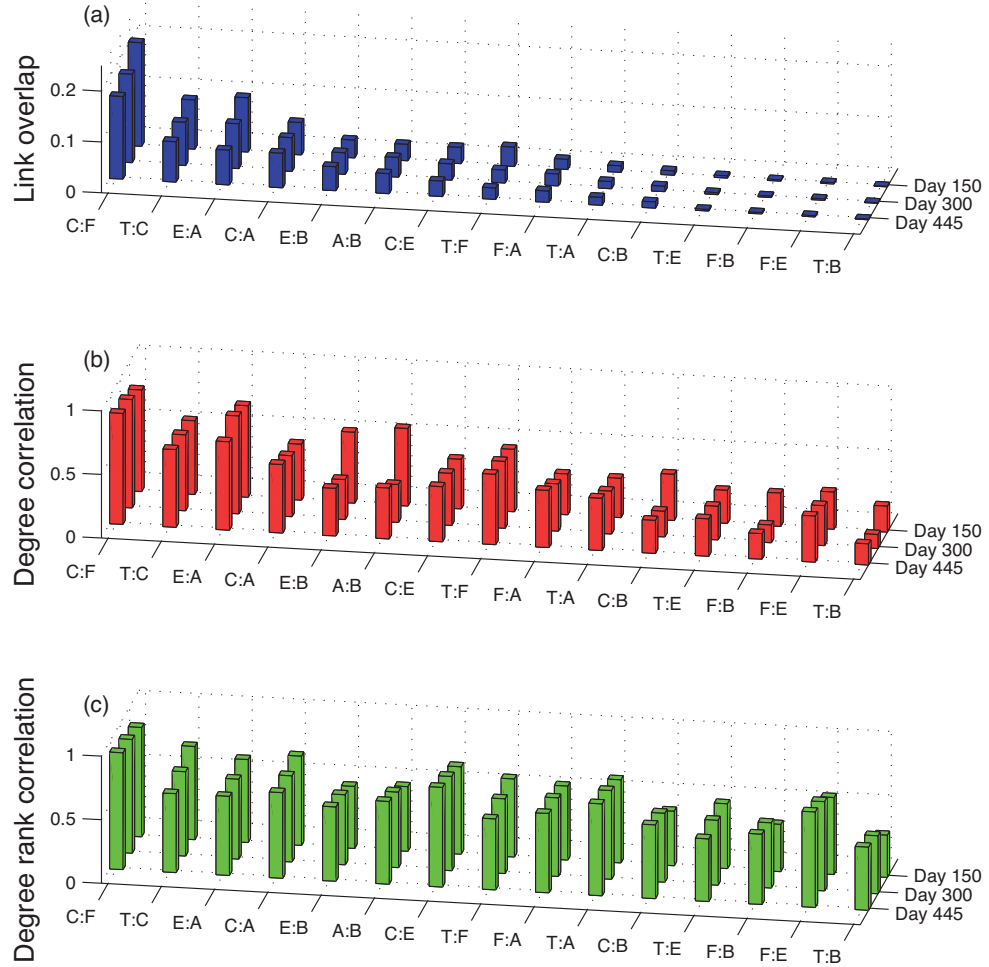 (a)
Link overlap
0.2
0.1
0
C:F T:C E:A C:A E:B A:B C:E T:F F:A T:A C:B T:E F:B F:E T:B
Day 150
Day 300
Day 445
(b)
Degree correlation
1
0.5
0
C:F T:C E:A C:A E:B A:B C:E T:F F:A T:A C:B T:E F:B F:E T:B
Day 150
Day 300
Day 445
(c)
Degree rank correlation
1
0.5
0
C:F T:C E:A C:A E:B A:B C:E T:F F:A T:A C:B T:E F:B F:E T:B
Day 150
Day 300
Day 445